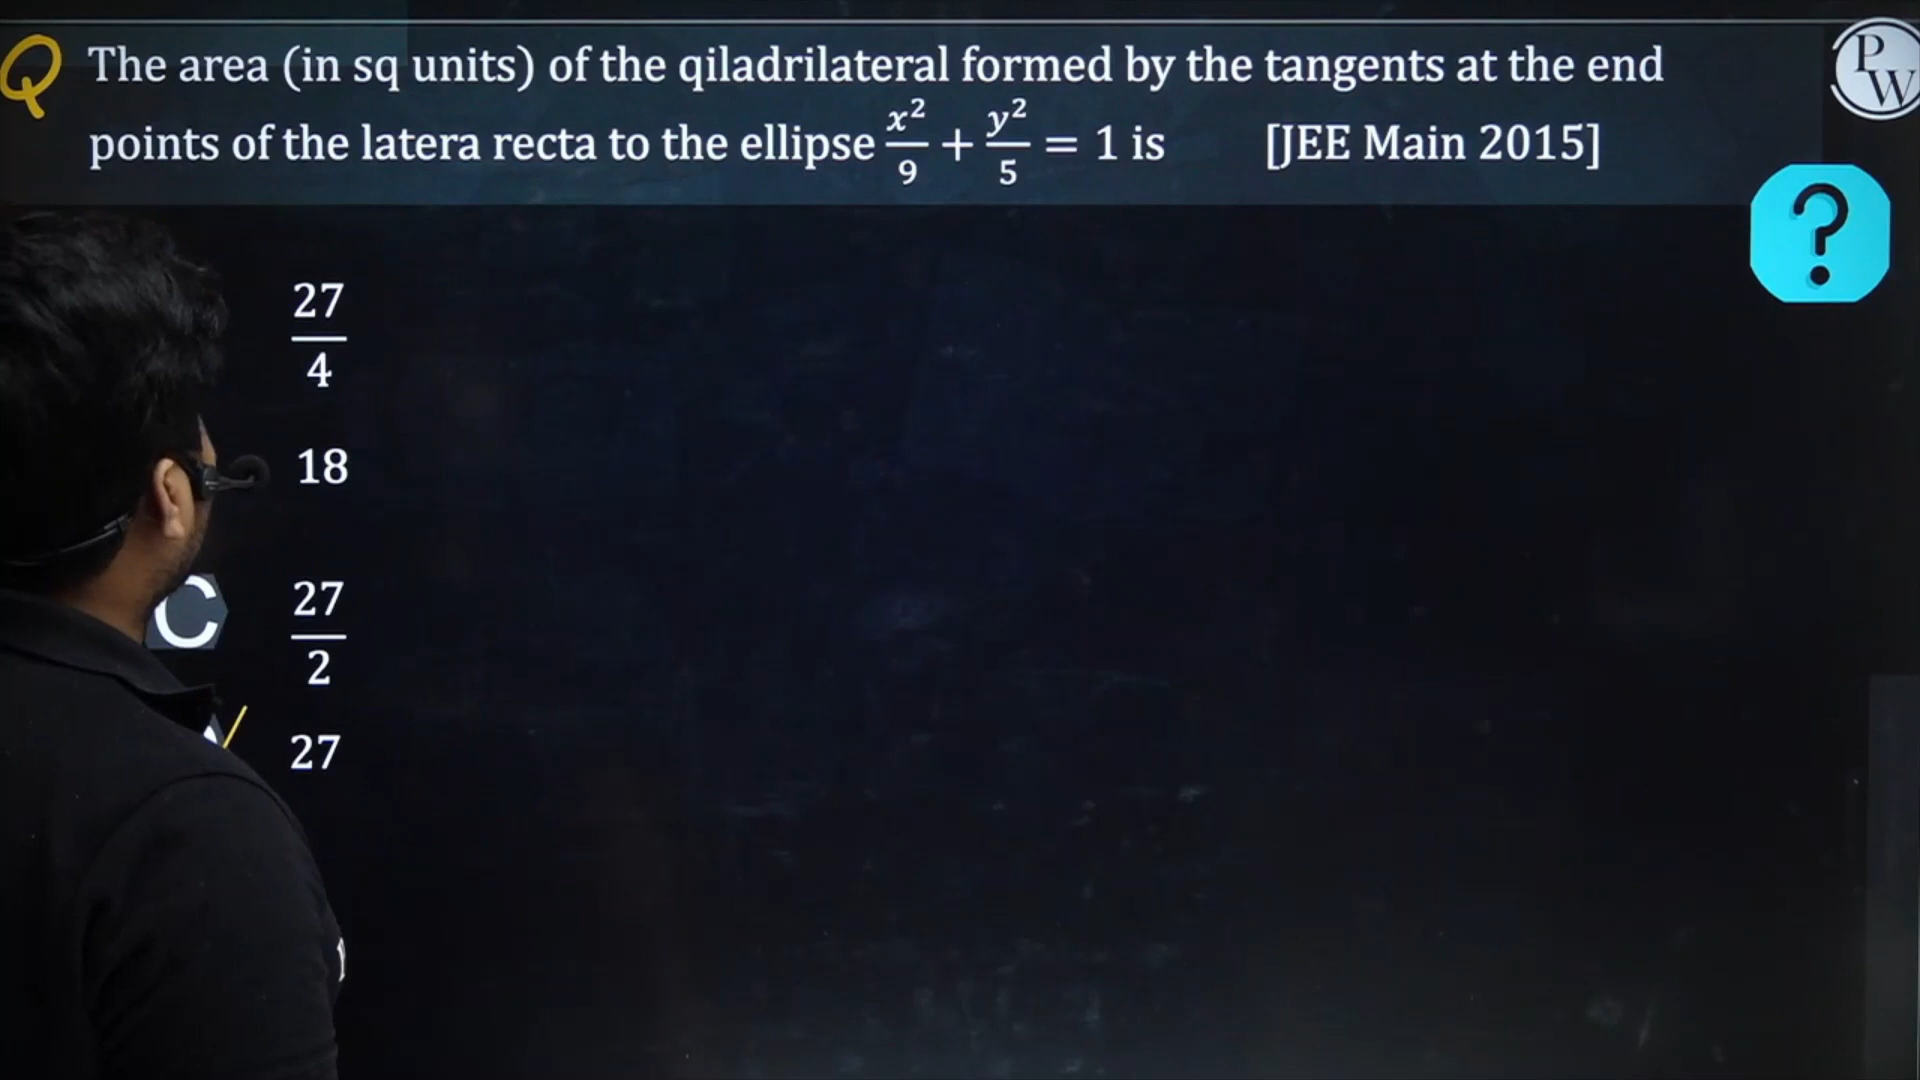 Q The area (in sq units) of the qiladrilateral formed by the tangents at the end
points of the latera recta to the ellipse x²/9 + y²/5 = 1 is [JEE Main 2015]
PW
?
27/4
18
C 27/2
27